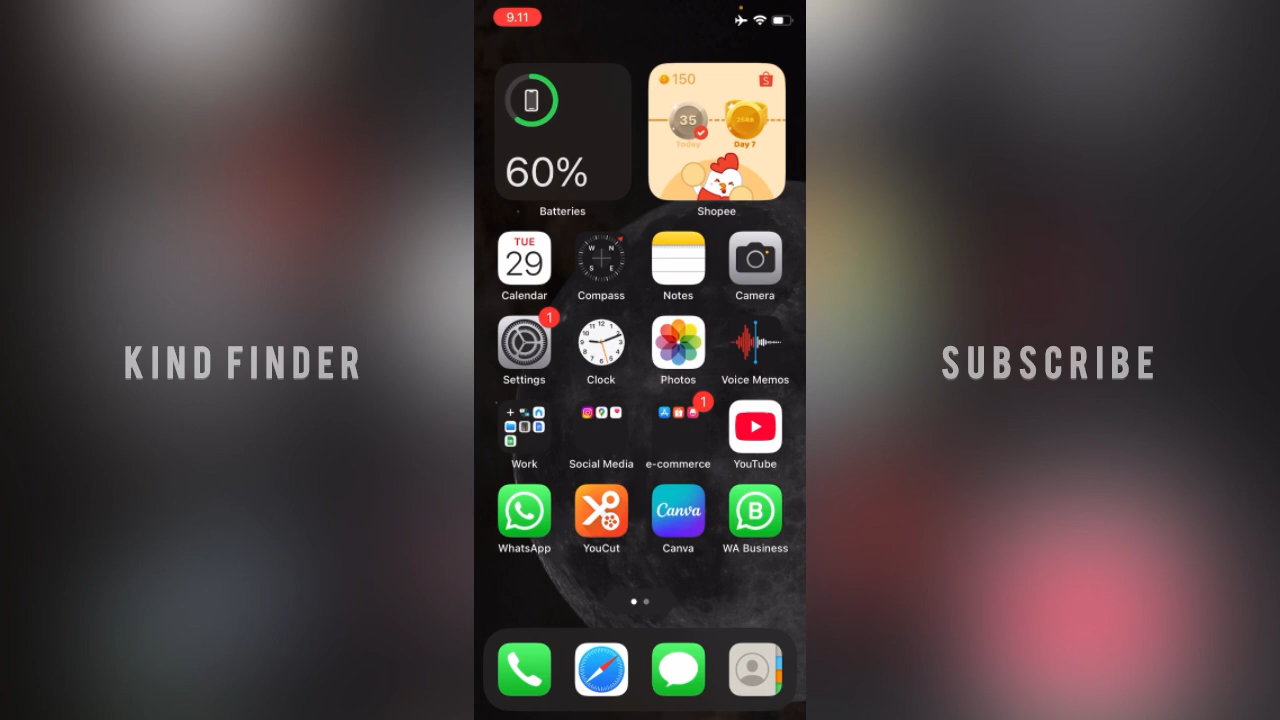 9.11
150
35
Today
Day 7
60%
Batteries
Shopee
TUE
29
W N
S E
Calendar
Compass
Notes
Camera
1
Settings
Clock
Photos
Voice Memos
KIND FINDER
SUBSCRIBE
1
Work
Social Media
e-commerce
YouTube
Canva
B
WhatsApp
YouCut
Canva
WA Business